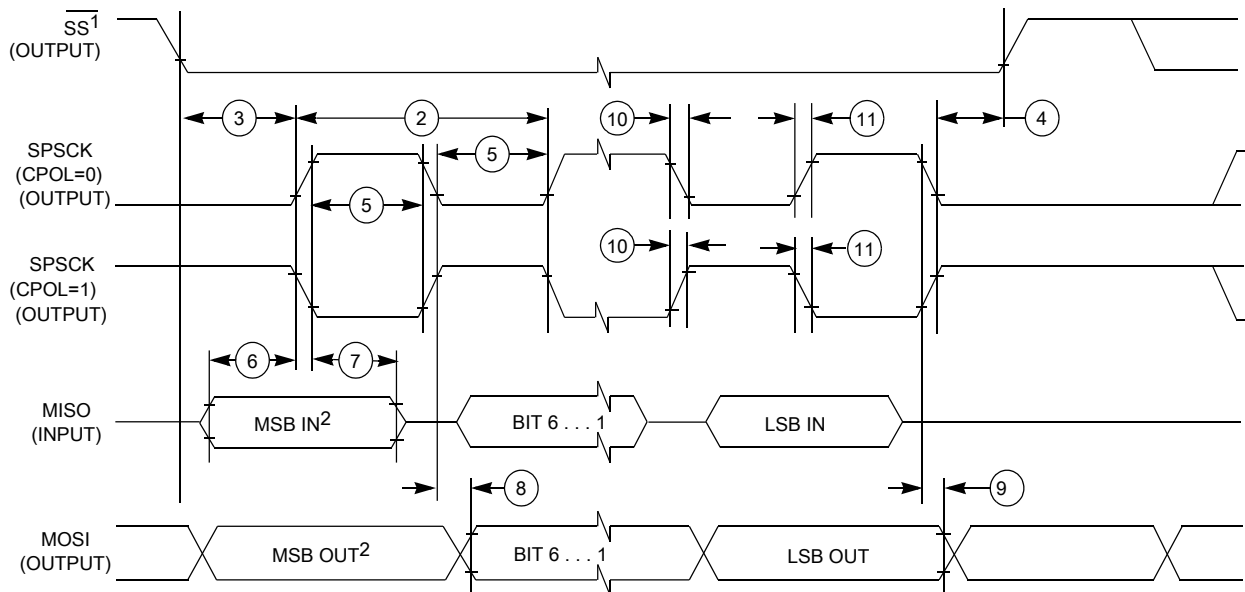 SS¹
(OUTPUT)
3
2
10
11
4
SPSCK
(CPOL=0)
(OUTPUT)
5
5
SPSCK
(CPOL=1)
(OUTPUT)
10
11
6
7
MISO
(INPUT)
MSB IN²
BIT 6 . . . 1
LSB IN
8
9
MOSI
(OUTPUT)
MSB OUT²
BIT 6 . . . 1
LSB OUT